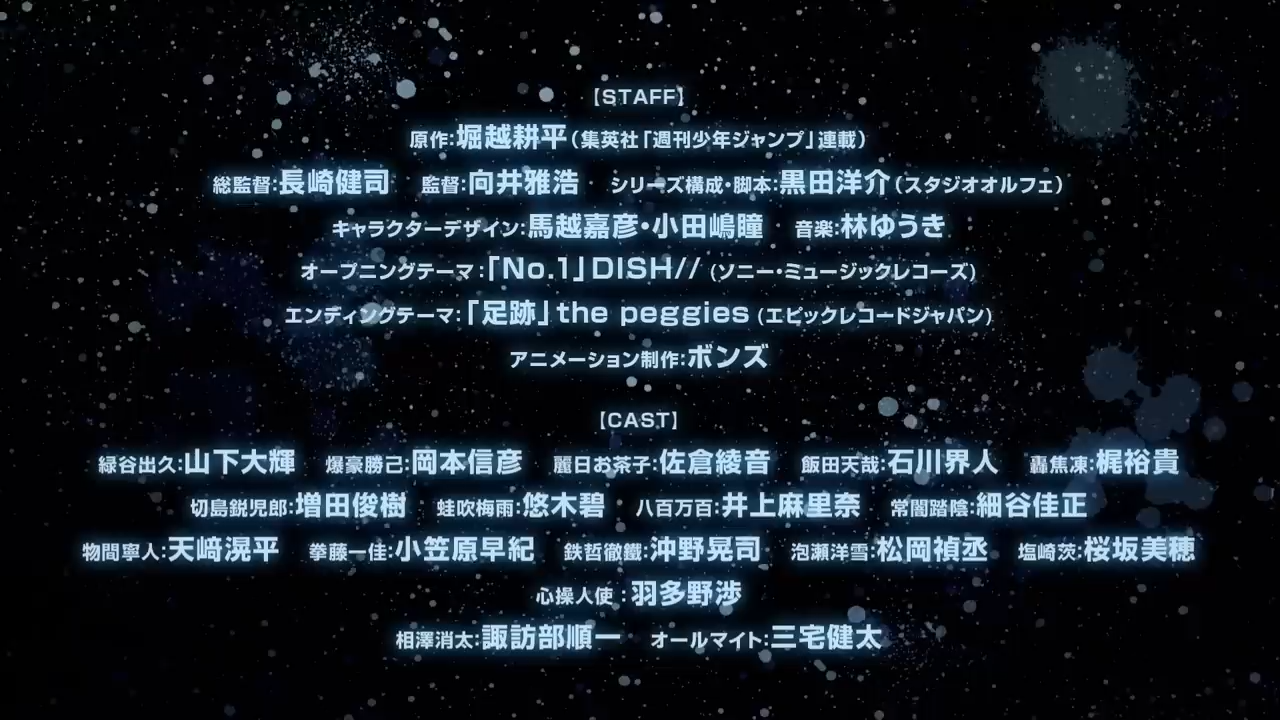 【STAFF】
原作:堀越耕平(集英社「週刊少年ジャンプ」連載)
総監督:長崎健司 監督:向井雅浩 シリーズ構成・脚本:黒田洋介(スタジオオルフェ)
キャラクターデザイン:馬越嘉彦・小田嶋瞳 音楽:林ゆうき
オープニングテーマ:「No.1」DISH// (ソニー・ミュージックレコーズ)
エンディングテーマ:「足跡」the peggies (エピックレコードジャパン)
アニメーション制作:ボンズ
【CAST】
緑谷出久:山下大輝 爆豪勝己:岡本信彦 麗日お茶子:佐倉綾音 飯田天哉:石川界人 轟焦凍:梶裕貴
切島鋭児郎:増田俊樹 蛙吹梅雨:悠木碧 八百万百:井上麻里奈 常闇踏陰:細谷佳正
物間寧人:天﨑滉平 拳藤一佳:小笠原早紀 鉄哲徹鐵:沖野晃司 泡瀬洋雪:松岡禎丞 塩崎茨:桜坂美穂
心操人使:羽多野渉
相澤消太:諏訪部順一 オールマイト:三宅健太